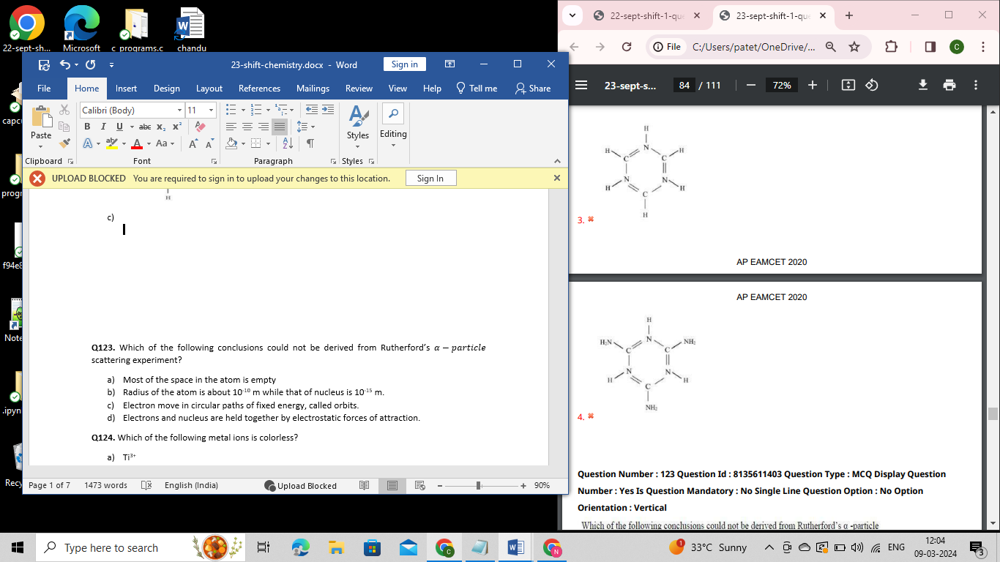 22-sept-sh...
Microsoft
c_programs.c
chandu
capcu
progr
f94e8
Note
.ipyn
Recy
23-shift-chemistry.docx - Word
Sign in
File Home Insert Design Layout References Mailings Review View Help Tell me Share
Calibri (Body) 11
Paste
B I U abc x₂ x²
Aa
Styles
Editing
Clipboard Font Paragraph Styles
UPLOAD BLOCKED You are required to sign in to upload your changes to this location. Sign In
H
c)
Q123. Which of the following conclusions could not be derived from Rutherford's α − particle
scattering experiment?
a) Most of the space in the atom is empty
b) Radius of the atom is about 10⁻¹⁰ m while that of nucleus is 10⁻¹⁵ m.
c) Electron move in circular paths of fixed energy, called orbits.
d) Electrons and nucleus are held together by electrostatic forces of attraction.
Q124. Which of the following metal ions is colorless?
a) Ti³⁺
Page 1 of 7 1473 words English (India) Upload Blocked 90%
22-sept-shift-1-que
23-sept-shift-1-que
File C:/Users/patet/OneDrive/... C
23-sept-s... 84 / 111 72%
H
H N H
C C
N N
H C H
H
3.
AP EAMCET 2020
AP EAMCET 2020
H
H₂N N NH₂
C C
N N
H C H
NH₂
4.
Question Number : 123 Question Id : 8135611403 Question Type : MCQ Display Question
Number : Yes Is Question Mandatory : No Single Line Question Option : No Option
Orientation : Vertical
Which of the following conclusions could not be derived from Rutherford's α -particle
Type here to search
33°C Sunny
ENG
12:04
09-03-2024
3